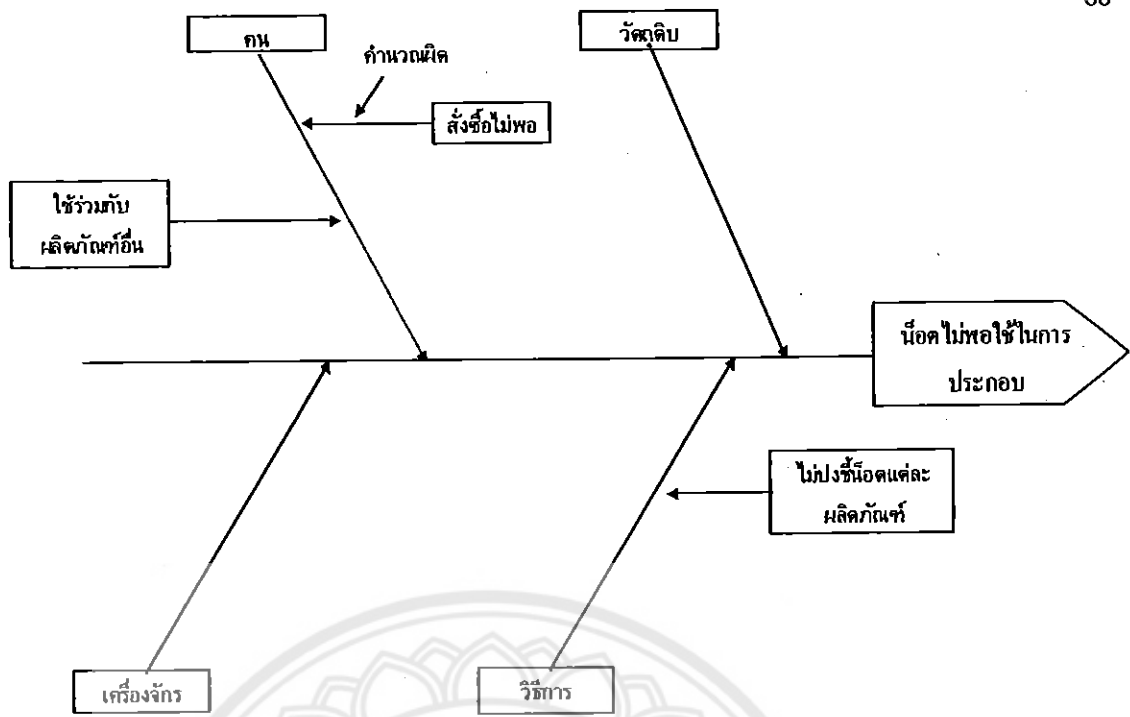 คน
วัตถุดิบ
คำนวณผิด
สั่งซื้อไม่พอ
ใช้ร่วมกับ
ผลิตภัณฑ์อื่น
น็อตไม่พอใช้ในการ
ประกอบ
ไม่บ่งชี้น็อตแต่ละ
ผลิตภัณฑ์
เครื่องจักร
วิธีการ